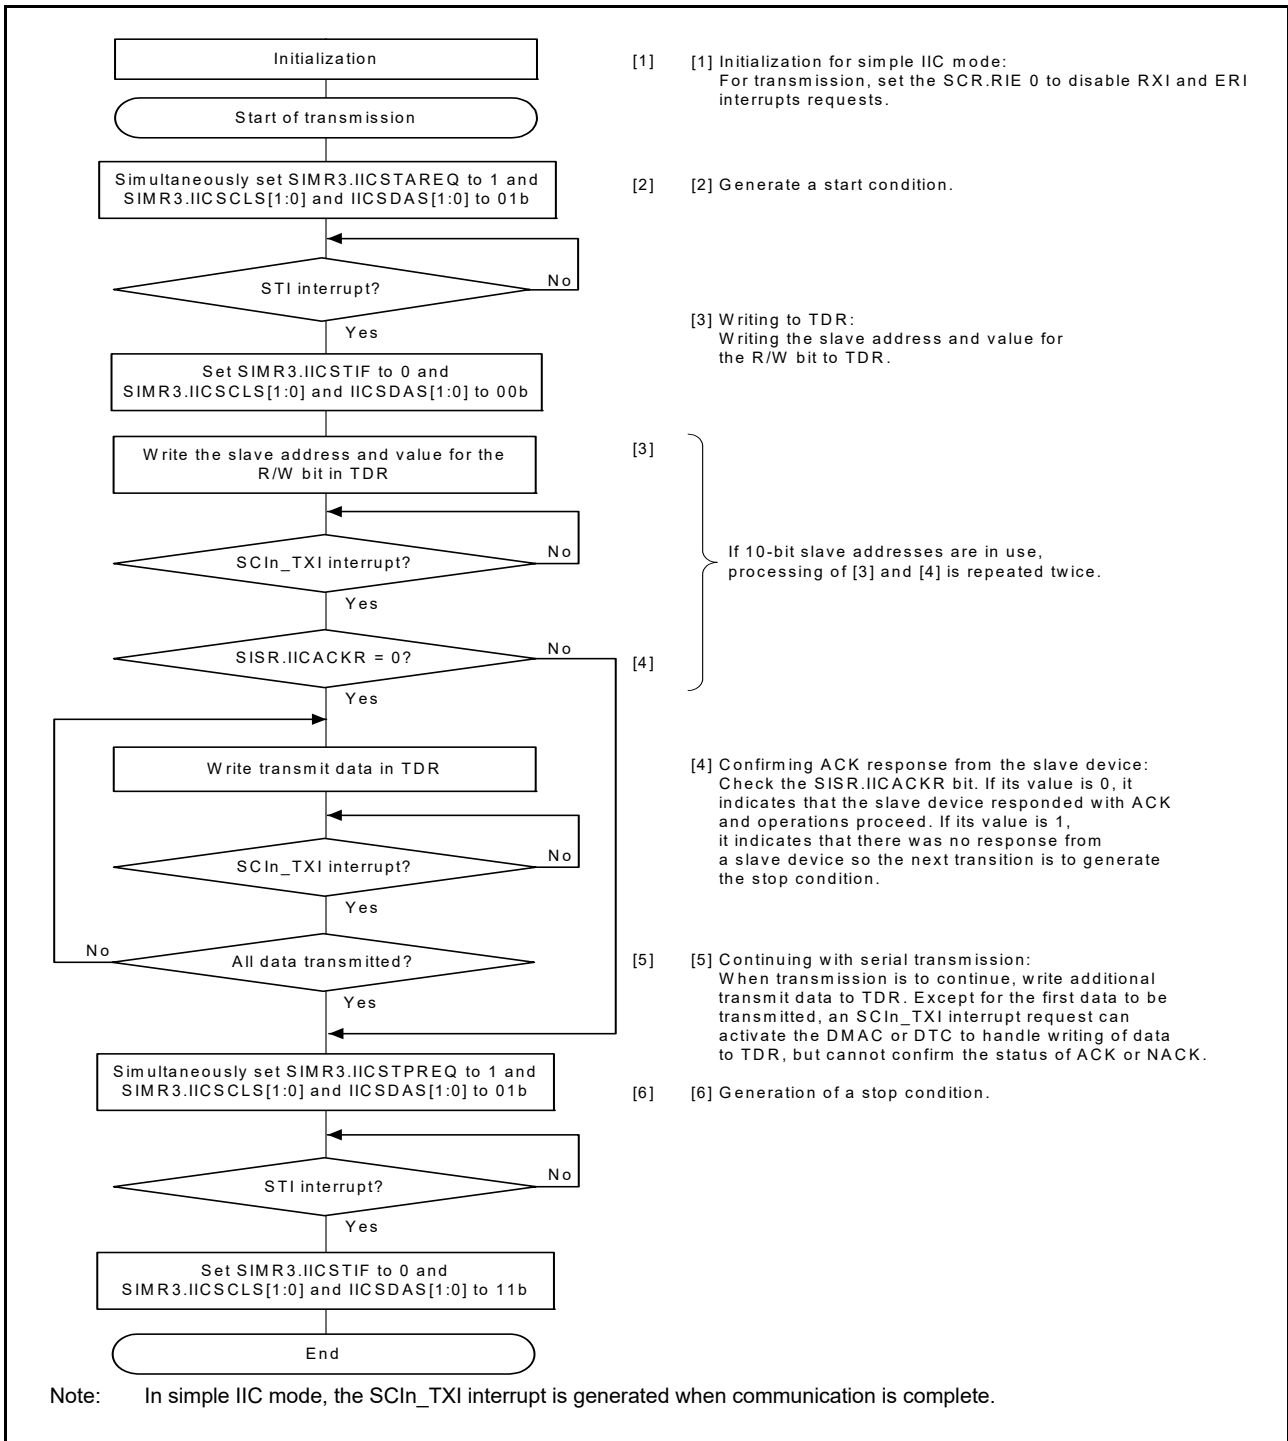 Initialization
[1]
[1] Initialization for simple IIC mode:
For transmission, set the SCR.RIE 0 to disable RXI and ERI
interrupts requests.
Start of transmission
Simultaneously set SIMR3.IICSTAREQ to 1 and
SIMR3.IICSCLS[1:0] and IICSDAS[1:0] to 01b
[2]
[2] Generate a start condition.
STI interrupt?
No
Yes
[3] Writing to TDR:
Writing the slave address and value for
the R/W bit to TDR.
Set SIMR3.IICSTIF to 0 and
SIMR3.IICSCLS[1:0] and IICSDAS[1:0] to 00b
Write the slave address and value for the
R/W bit in TDR
[3]
SCIn_TXI interrupt?
No
Yes
If 10-bit slave addresses are in use,
processing of [3] and [4] is repeated twice.
SISR.IICACKR = 0?
No
[4]
Yes
Write transmit data in TDR
[4] Confirming ACK response from the slave device:
Check the SISR.IICACKR bit. If its value is 0, it
indicates that the slave device responded with ACK
and operations proceed. If its value is 1,
it indicates that there was no response from
a slave device so the next transition is to generate
the stop condition.
SCIn_TXI interrupt?
No
Yes
No
All data transmitted?
Yes
[5]
[5] Continuing with serial transmission:
When transmission is to continue, write additional
transmit data to TDR. Except for the first data to be
transmitted, an SCIn_TXI interrupt request can
activate the DMAC or DTC to handle writing of data
to TDR, but cannot confirm the status of ACK or NACK.
Simultaneously set SIMR3.IICSTPREQ to 1 and
SIMR3.IICSCLS[1:0] and IICSDAS[1:0] to 01b
[6]
[6] Generation of a stop condition.
STI interrupt?
No
Yes
Set SIMR3.IICSTIF to 0 and
SIMR3.IICSCLS[1:0] and IICSDAS[1:0] to 11b
End
Note: In simple IIC mode, the SCIn_TXI interrupt is generated when communication is complete.